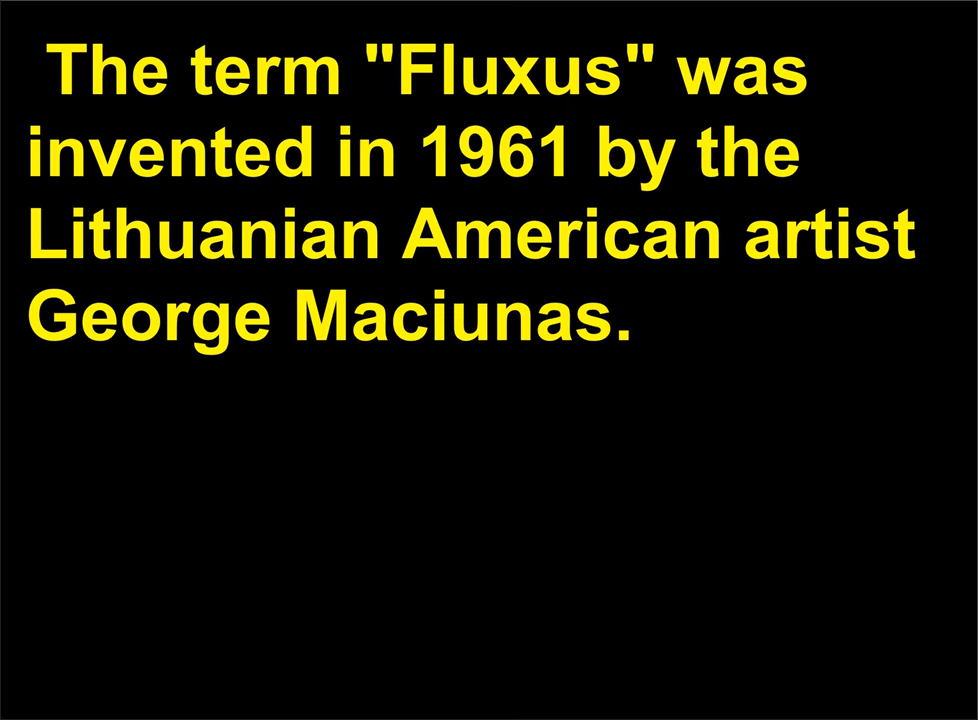 The term "Fluxus" was
invented in 1961 by the
Lithuanian American artist
George Maciunas.